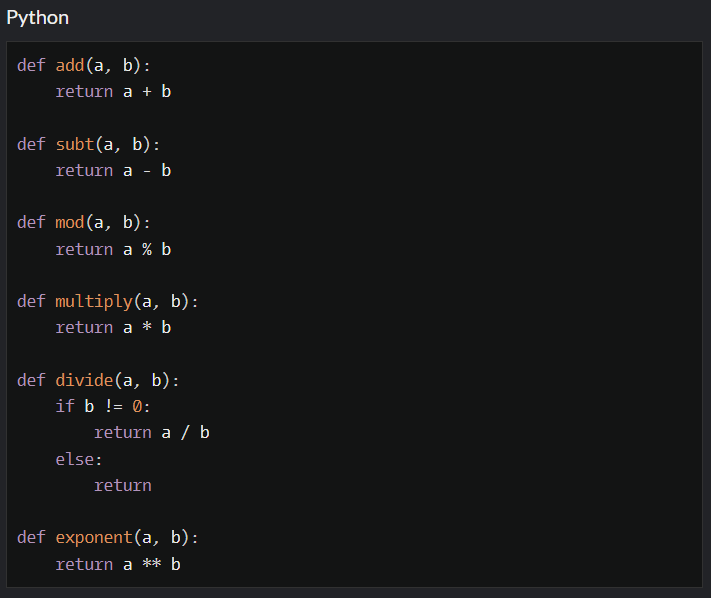 Python
def add(a, b):
    return a + b
def subt(a, b):
    return a - b
def mod(a, b):
    return a % b
def multiply(a, b):
    return a * b
def divide(a, b):
    if b != 0:
        return a / b
    else:
        return
def exponent(a, b):
    return a ** b